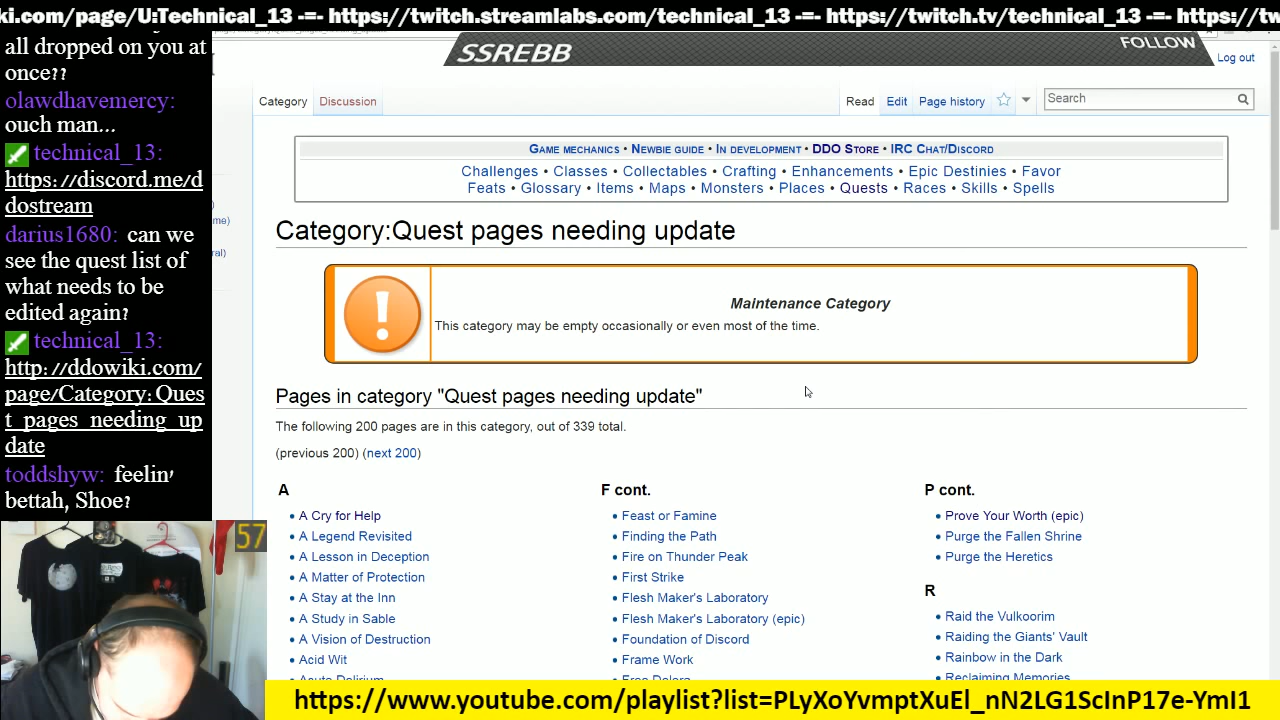 ki.com/page/U:Technical_13 -=- https://twitch.streamlabs.com/technical_13 -=- https://twitch.tv/technical_13 -=- https://tw
all dropped on you at
once??
olawdhavemercy:
ouch man...
technical_13:
https://discord.me/d
dostream
darius1680: can we
see the quest list of
what needs to be
edited again?
technical_13:
http://ddowiki.com/
page/Category:Ques
t_pages_needing_up
date
toddshyw: feelin'
bettah, Shoe?
57
me)
ral)
SSREBB
FOLLOW
Log out
Category Discussion
Read Edit Page history
Search
GAME MECHANICS • NEWBIE GUIDE • IN DEVELOPMENT • DDO STORE • IRC CHAT/DISCORD
Challenges • Classes • Collectables • Crafting • Enhancements • Epic Destinies • Favor
Feats • Glossary • Items • Maps • Monsters • Places • Quests • Races • Skills • Spells
Category:Quest pages needing update
Maintenance Category
This category may be empty occasionally or even most of the time.
Pages in category "Quest pages needing update"
The following 200 pages are in this category, out of 339 total.
(previous 200) (next 200)
A
• A Cry for Help
• A Legend Revisited
• A Lesson in Deception
• A Matter of Protection
• A Stay at the Inn
• A Study in Sable
• A Vision of Destruction
• Acid Wit
• Acute Delirium
F cont.
• Feast or Famine
• Finding the Path
• Fire on Thunder Peak
• First Strike
• Flesh Maker's Laboratory
• Flesh Maker's Laboratory (epic)
• Foundation of Discord
• Frame Work
• Free Delera
P cont.
• Prove Your Worth (epic)
• Purge the Fallen Shrine
• Purge the Heretics
R
• Raid the Vulkoorim
• Raiding the Giants' Vault
• Rainbow in the Dark
• Reclaiming Memories
https://www.youtube.com/playlist?list=PLyXoYvmptXuEl_nN2LG1ScInP17e-YmI1